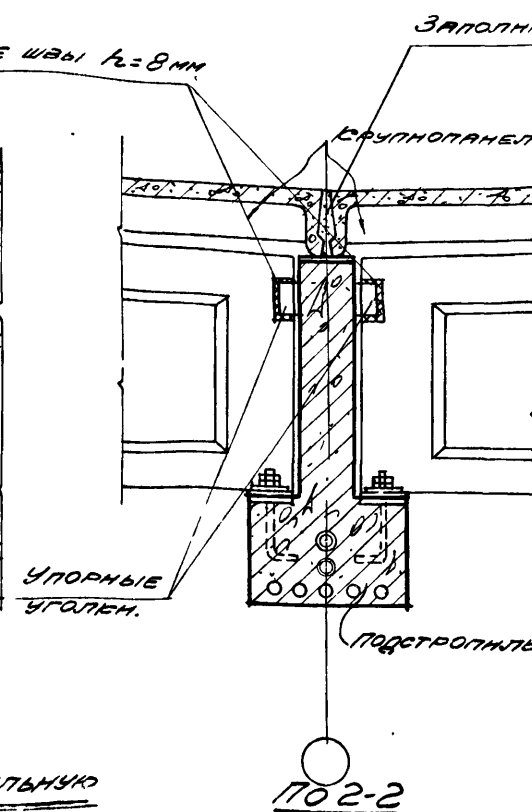 Заполн
е швы h=8мм
крупнопанел
Упорные
уголки.
подстропиль
льную
По 2-2